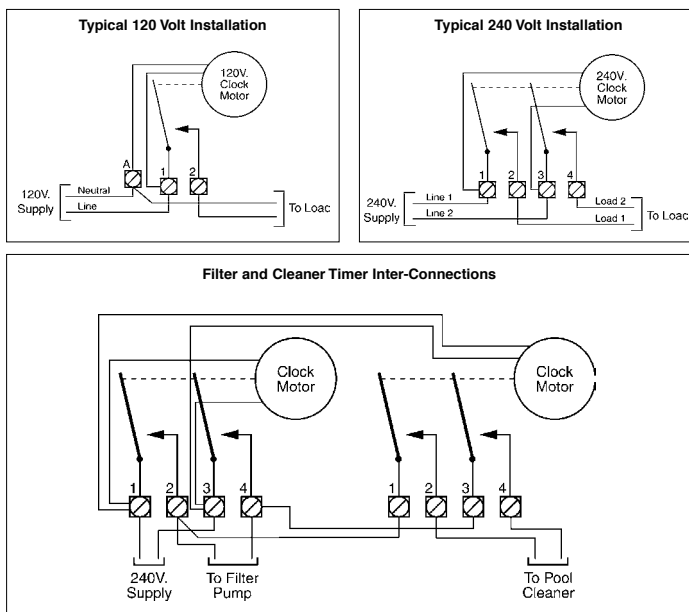 Typical 120 Volt Installation
120V.
Clock
Motor
A
1
2
120V.
Supply
Neutral
Line
To Load
Typical 240 Volt Installation
240V.
Clock
Motor
1
2
3
4
240V.
Supply
Line 1
Line 2
Load 2
Load 1
To Load
Filter and Cleaner Timer Inter-Connections
Clock
Motor
Clock
Motor
1
2
3
4
1
2
3
4
240V.
Supply
To Filter
Pump
To Pool
Cleaner